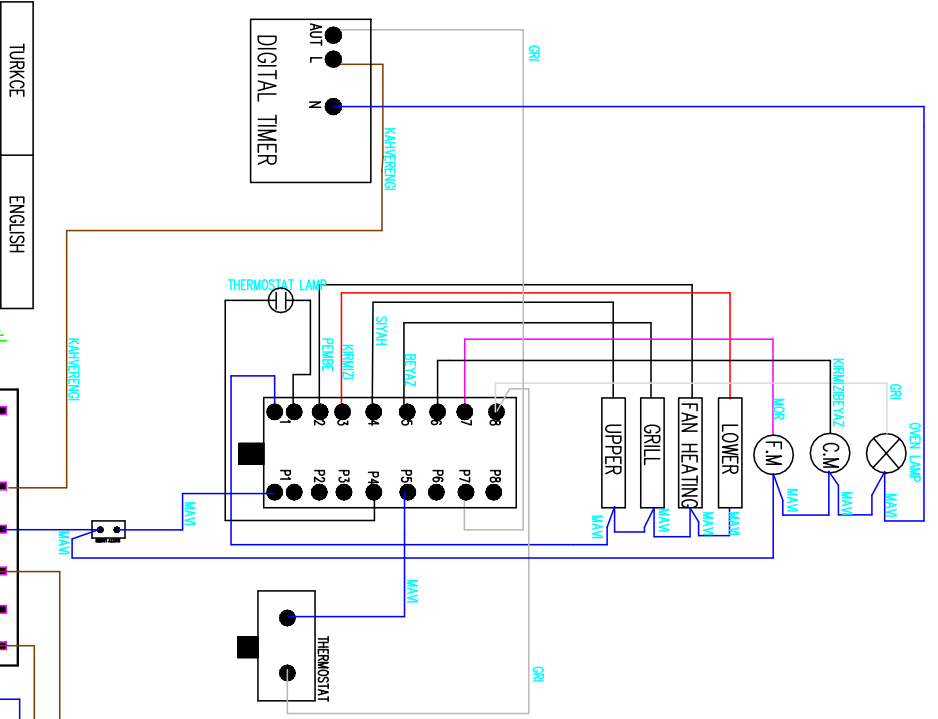 TURKCE
ENGLISH
DIGITAL TIMER
AUT
L
N
GRI
KAHVERENGI
KAHVERENGI
THERMOSTAT LAMP
PEMBE
KIRMIZI
SIYAH
BEYAZ
MOR
KIRMIZIBEYAZ
GRI
OVEN LAMP
1
2
3
4
5
6
7
8
P1
P2
P3
P4
P5
P6
P7
P8
UPPER
GRILL
FAN HEATING
LOWER
F.M
C.M
MAVI
MAVI
MAVI
MAVI
MAVI
MAVI
MAVI
MAVI
MAVI
MAVI
THERMOSTAT
GRI